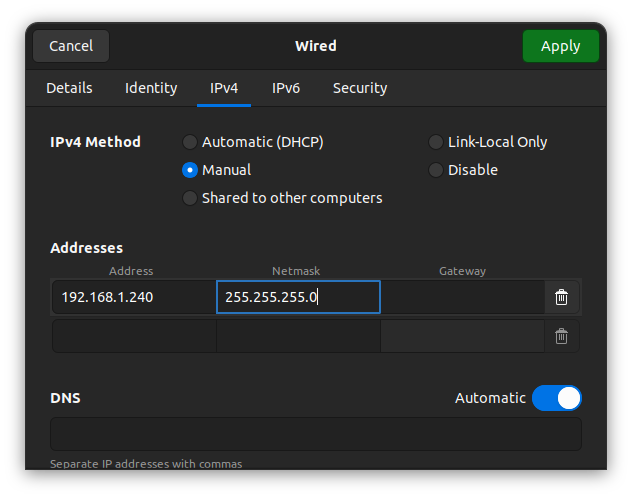 Cancel Wired Apply
Details Identity IPv4 IPv6 Security
IPv4 Method Automatic (DHCP) Link-Local Only
Manual Disable
Shared to other computers
Addresses
Address Netmask Gateway
192.168.1.240 255.255.255.0
DNS Automatic
Separate IP addresses with commas